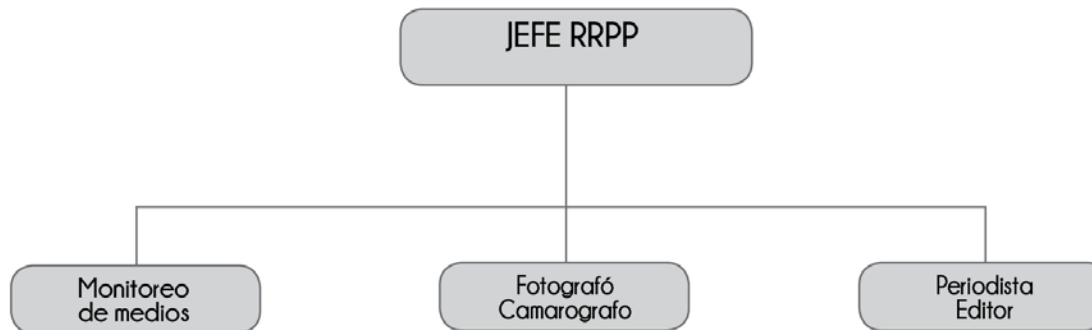 JEFE RRPP
Monitoreo
de medios
Fotografó
Camarografo
Periodista
Editor